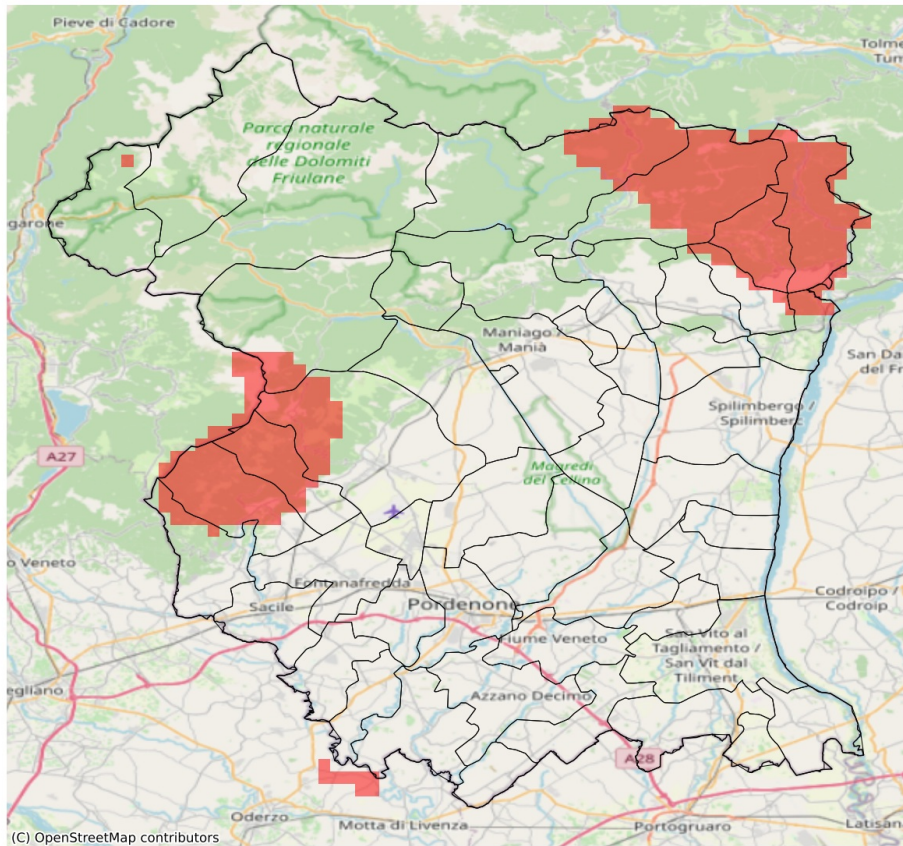 Pieve di Cadore
Tolme
Tum
Parco naturale
regionale
delle Dolomiti
Friulane
garone
Maniago /
Manià
San Da
del Fr
Spilimbergo /
Spilimberc
A27
Magredi
del Cellina
o Veneto
Fontanafredda
Sacile
Pordenone
Codroipo /
Codroip
Fiume Veneto
San Vito al
Tagliamento /
San Vît dal
Tiliment
egliano
Azzano Decimo
A28
Oderzo
Motta di Livenza
Portogruaro
Latisan
(C) OpenStreetMap contributors